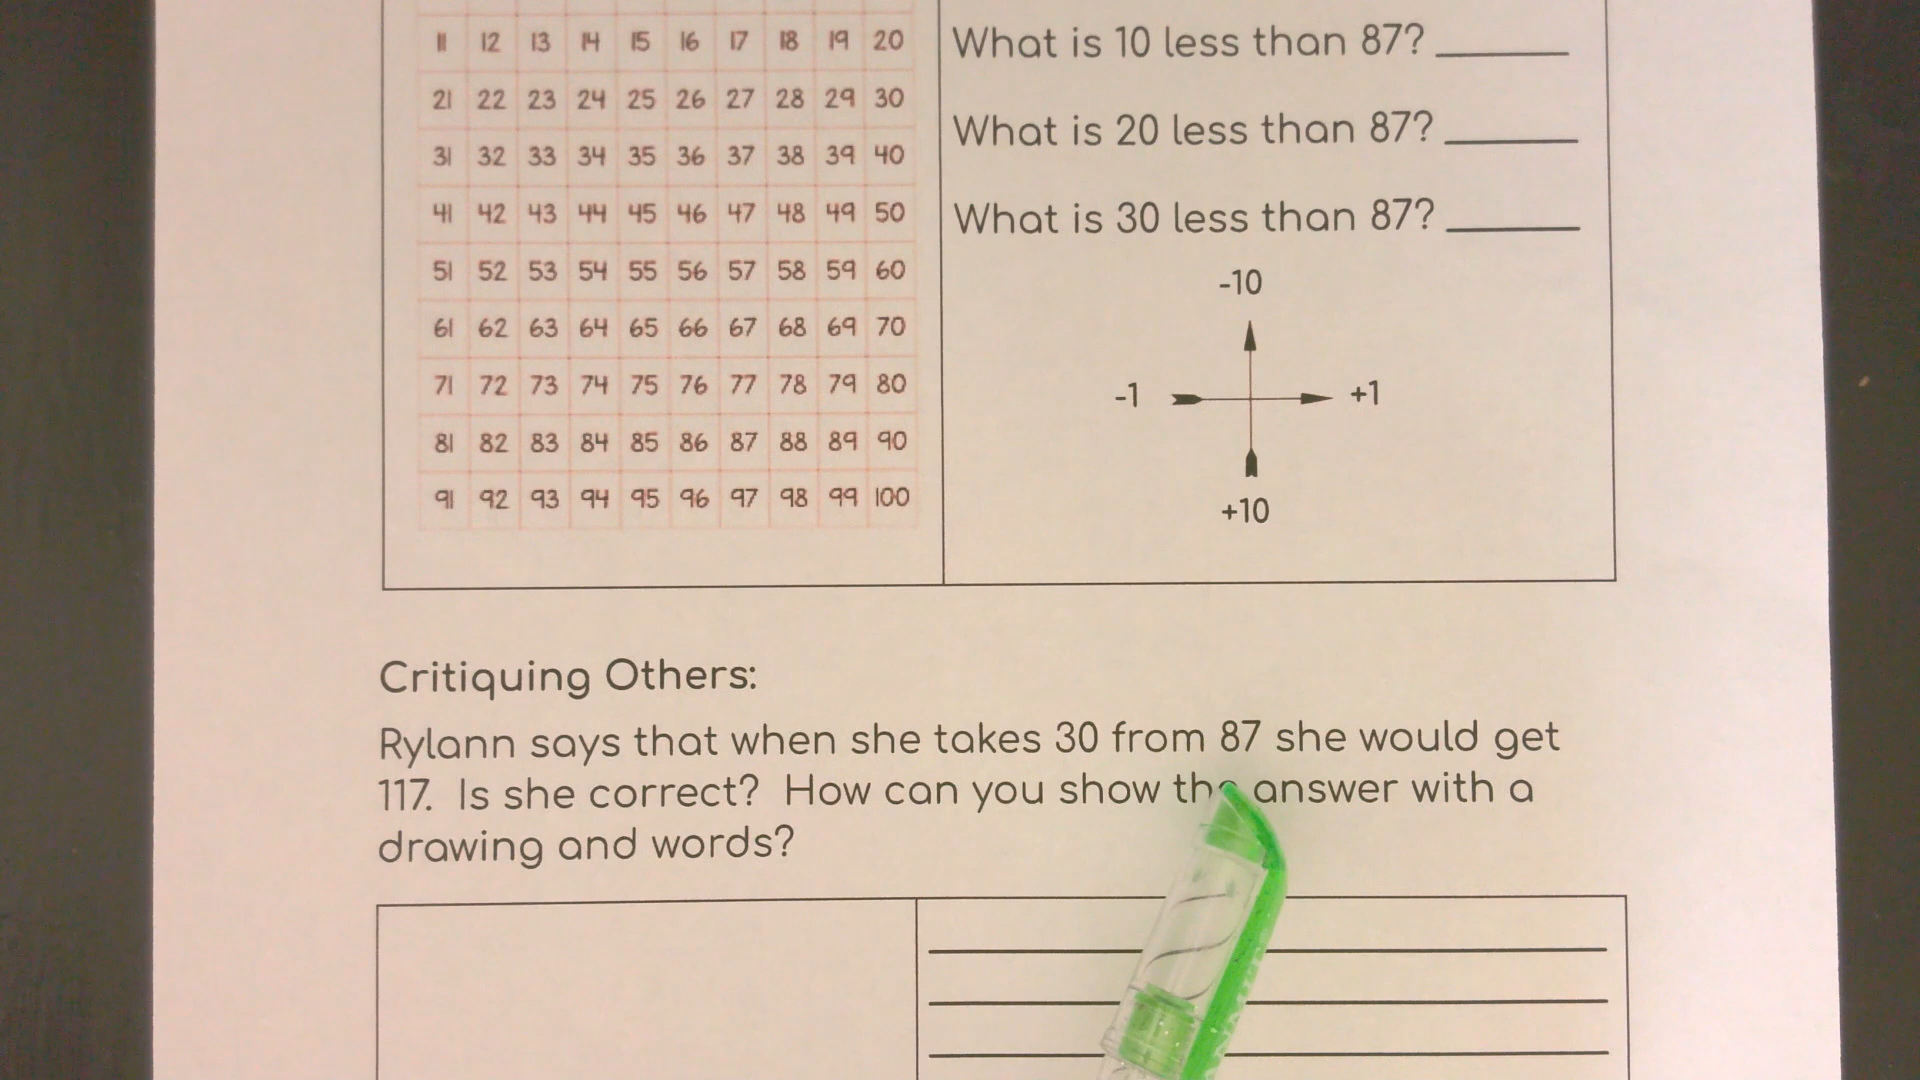 11 12 13 14 15 16 17 18 19 20
21 22 23 24 25 26 27 28 29 30
31 32 33 34 35 36 37 38 39 40
41 42 43 44 45 46 47 48 49 50
51 52 53 54 55 56 57 58 59 60
61 62 63 64 65 66 67 68 69 70
71 72 73 74 75 76 77 78 79 80
81 82 83 84 85 86 87 88 89 90
91 92 93 94 95 96 97 98 99 100
What is 10 less than 87? ______
What is 20 less than 87? ______
What is 30 less than 87? ______
-10
-1 +1
+10
Critiquing Others:
Rylann says that when she takes 30 from 87 she would get
117. Is she correct? How can you show the answer with a
drawing and words?